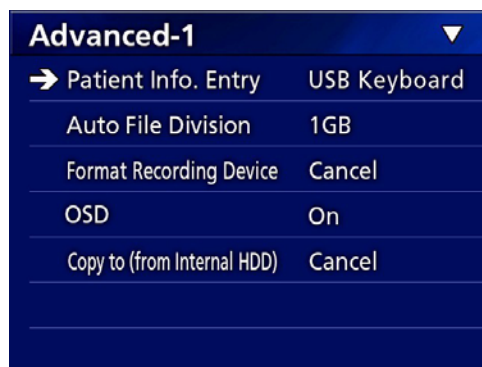 Advanced-1
Patient Info. Entry USB Keyboard
Auto File Division 1GB
Format Recording Device Cancel
OSD On
Copy to (from Internal HDD) Cancel